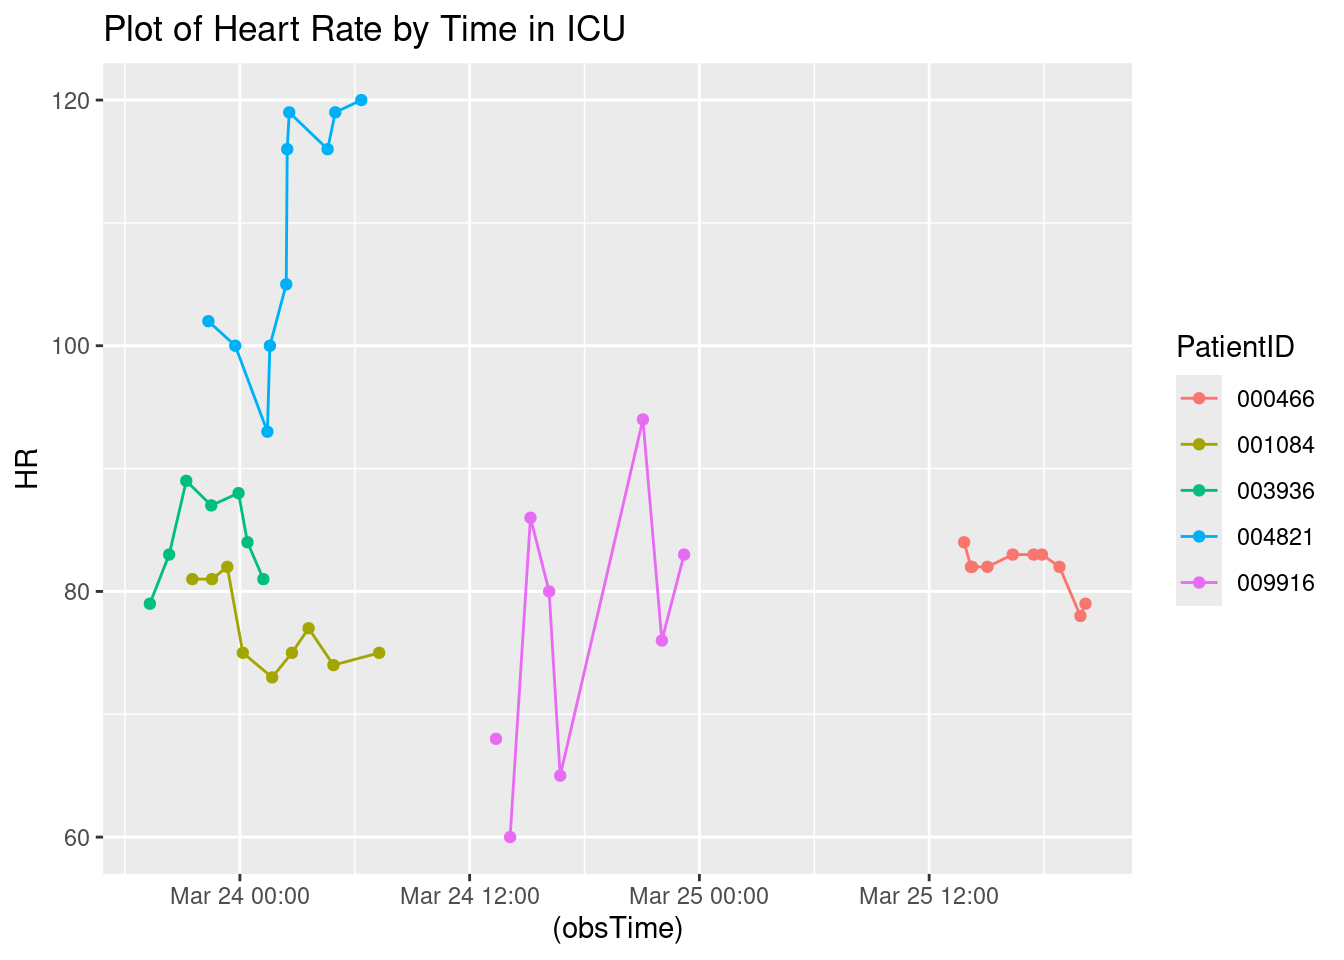 Plot of Heart Rate by Time in ICU
120
100
80
60
HR
Mar 24 00:00
Mar 24 12:00
Mar 25 00:00
Mar 25 12:00
(obsTime)
PatientID
000466
001084
003936
004821
009916